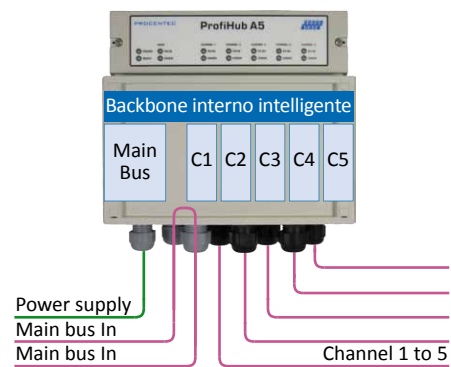 PROCENTEC
ProfiHub A5
Backbone interno intelligente
Main
Bus
C1
C2
C3
C4
C5
Power supply
Main bus In
Main bus In
Channel 1 to 5